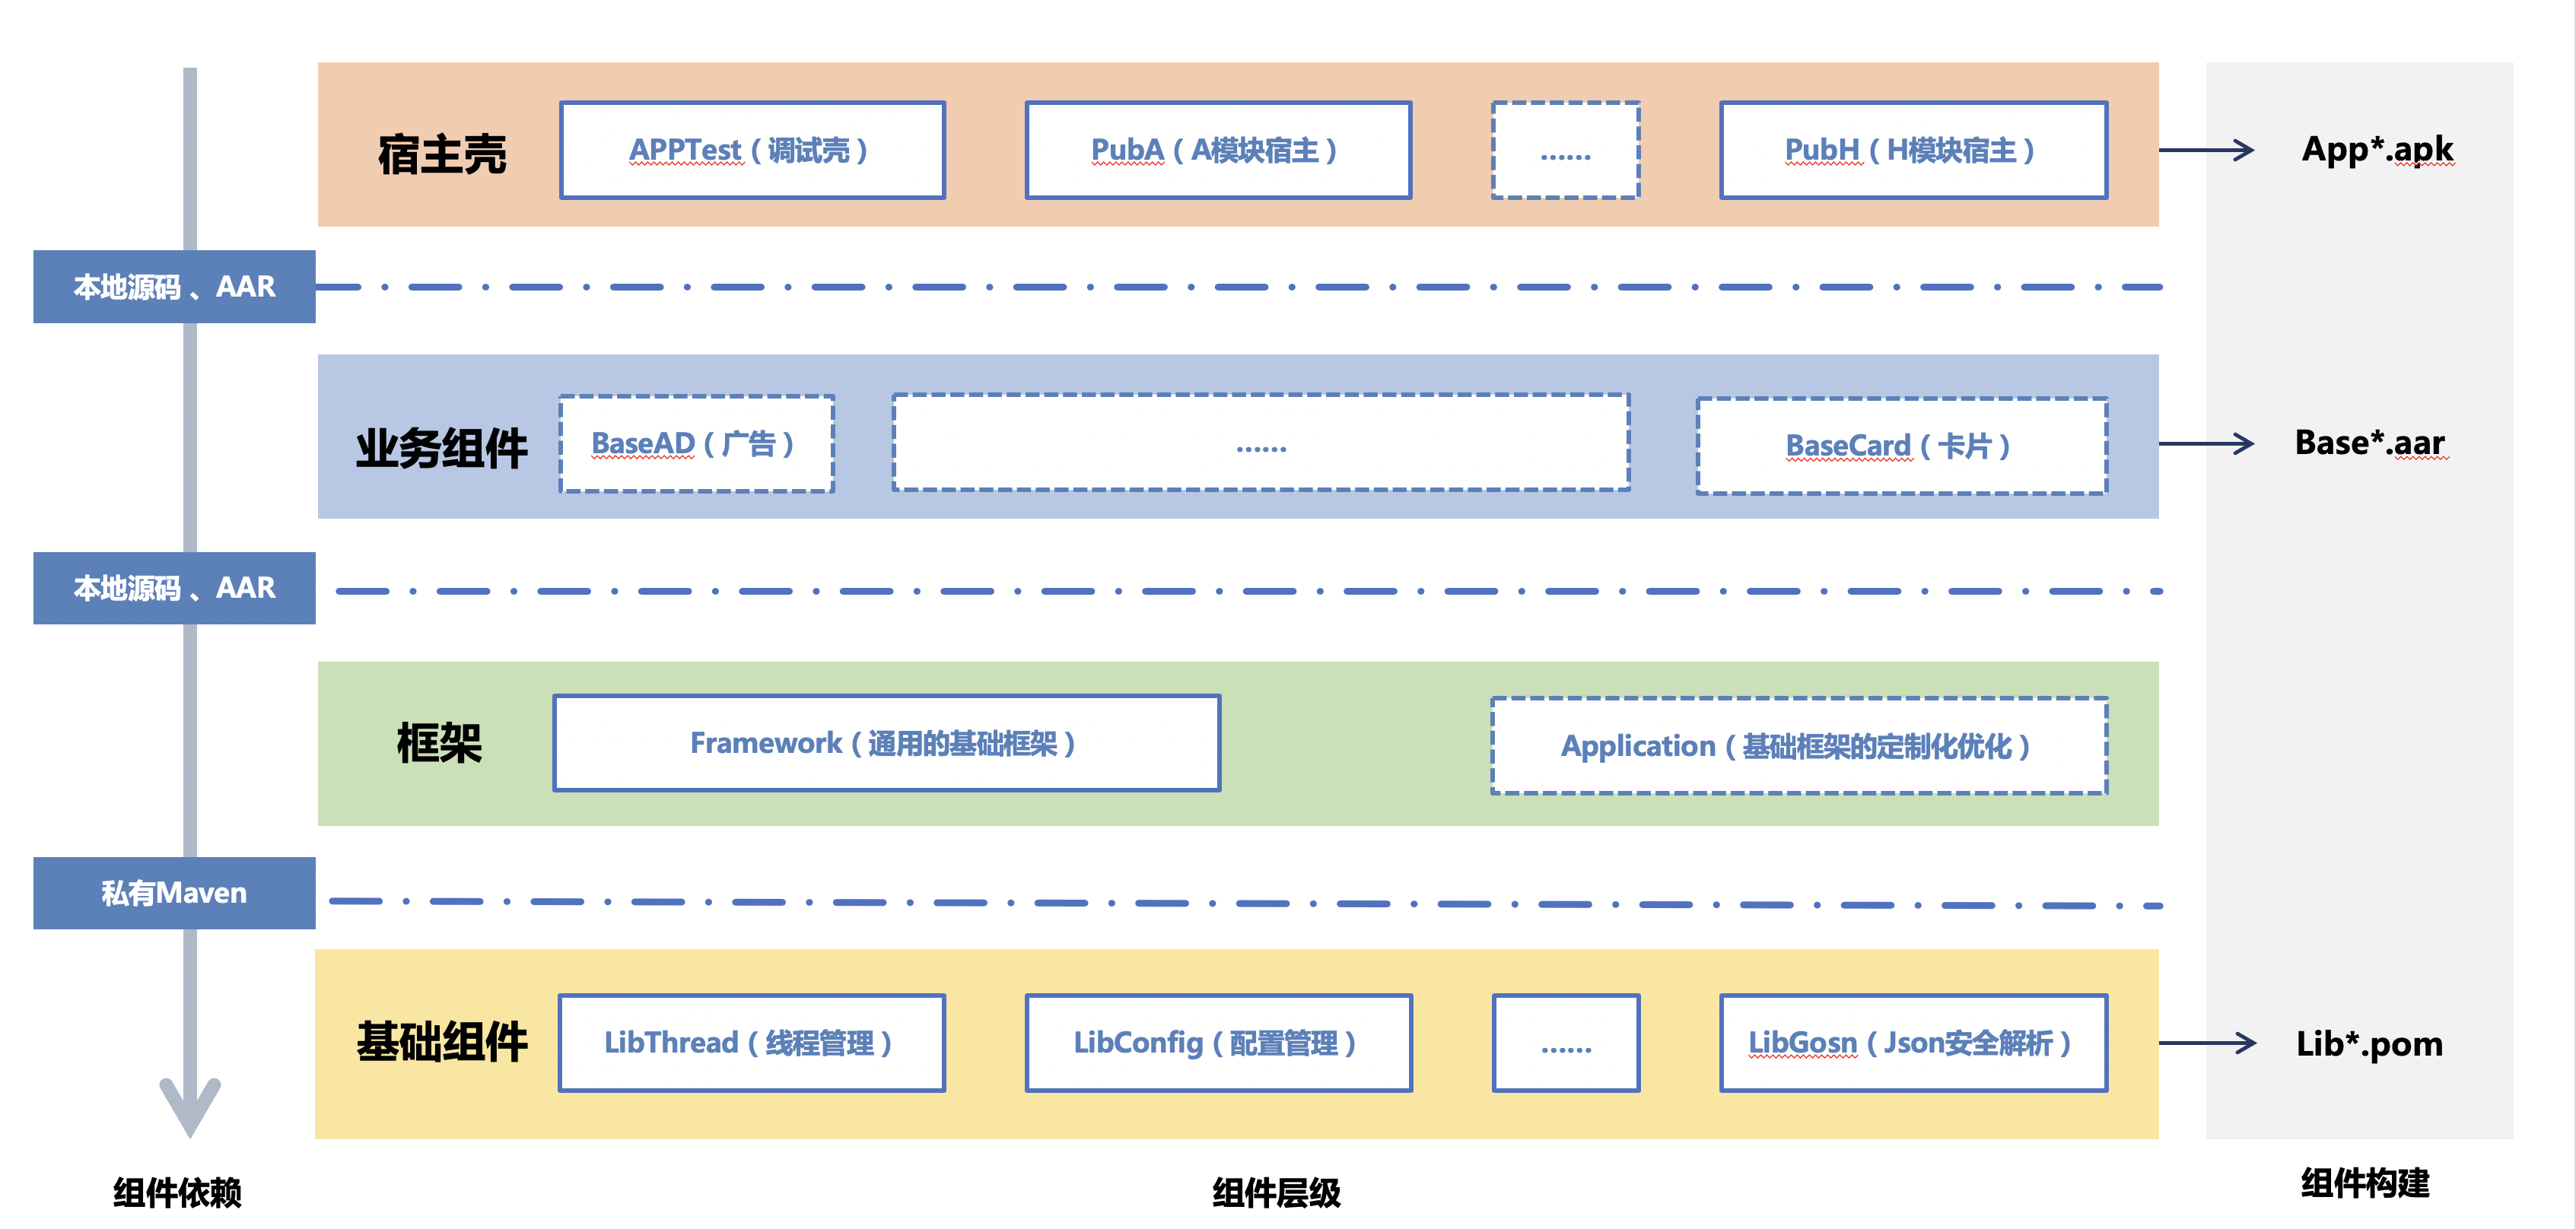 宿主壳
APPTest（调试壳）
PubA（A模块宿主）
......
PubH（H模块宿主）
App*.apk
本地源码 、AAR
业务组件
BaseAD（广告）
......
BaseCard（卡片）
Base*.aar
本地源码 、AAR
框架
Framework（通用的基础框架）
Application（基础框架的定制化优化）
私有Maven
基础组件
LibThread（线程管理）
LibConfig（配置管理）
......
LibGosn（Json安全解析）
Lib*.pom
组件依赖
组件层级
组件构建